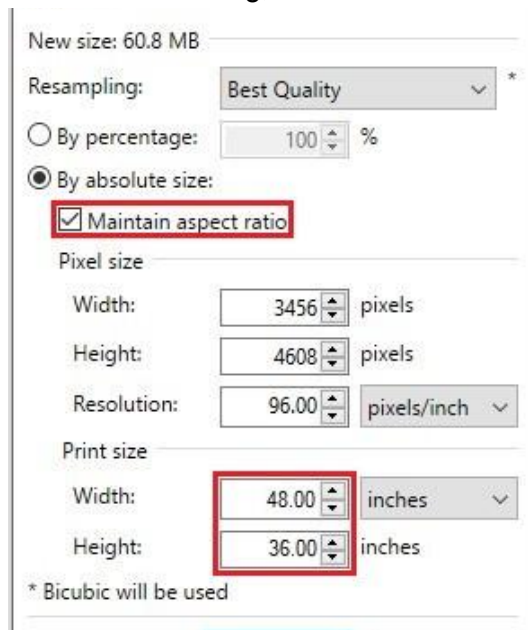 New size: 60.8 MB
Resampling: Best Quality *
By percentage: 100 %
By absolute size:
Maintain aspect ratio
Pixel size
Width: 3456 pixels
Height: 4608 pixels
Resolution: 96.00 pixels/inch
Print size
Width: 48.00 inches
Height: 36.00 inches
* Bicubic will be used